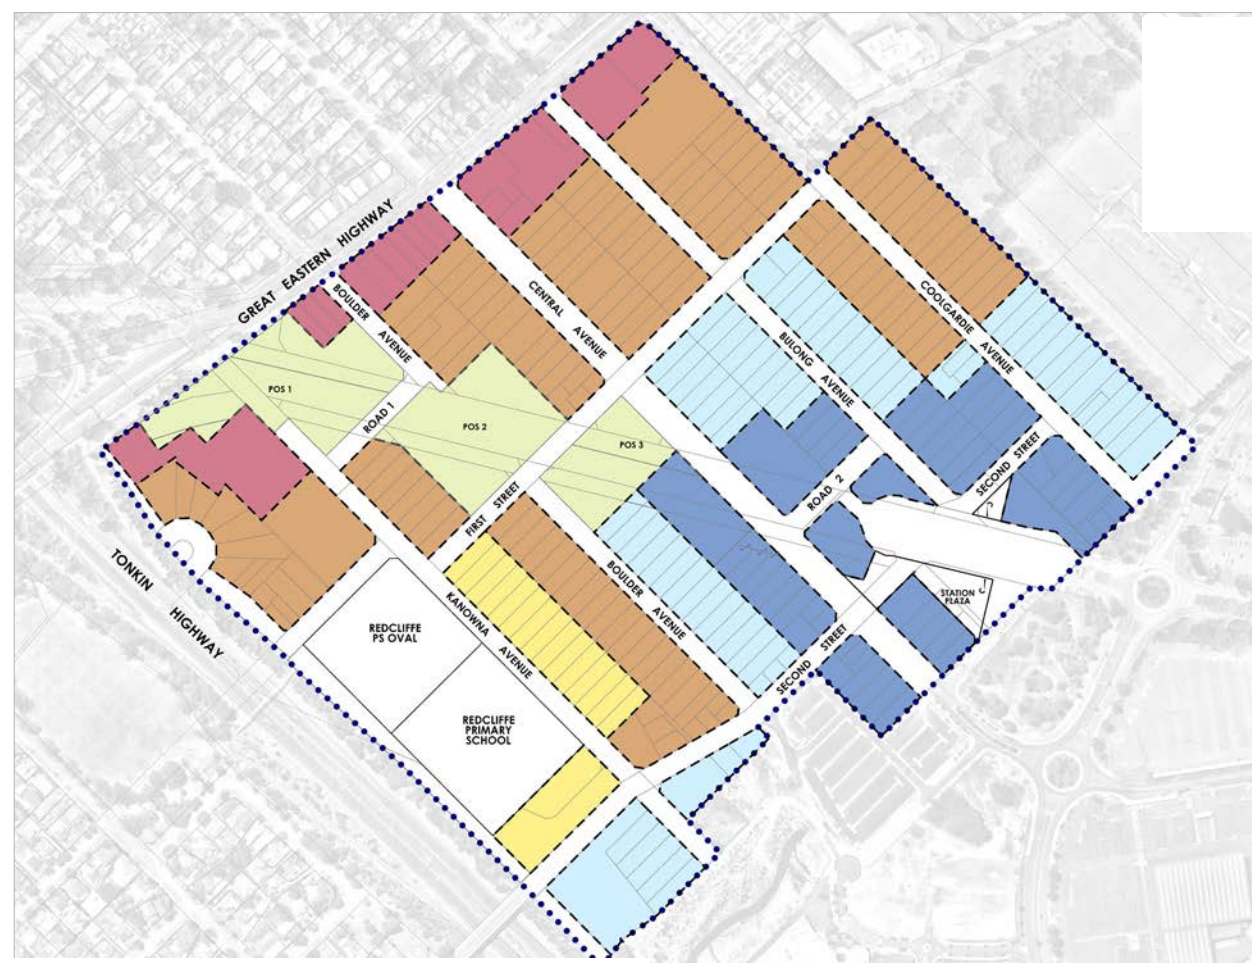 GREAT EASTERN HIGHWAY
BOULDER AVENUE
CENTRAL AVENUE
COOLGARDIE AVENUE
BULONG AVENUE
POS 1
ROAD 1
POS 2
POS 3
FIRST STREET
SECOND STREET
ROAD 2
TONKIN HIGHWAY
KANOWNA AVENUE
BOULDER AVENUE
STATION
PLAZA
REDCLIFFE
PS OVAL
SECOND STREET
REDCLIFFE
PRIMARY
SCHOOL